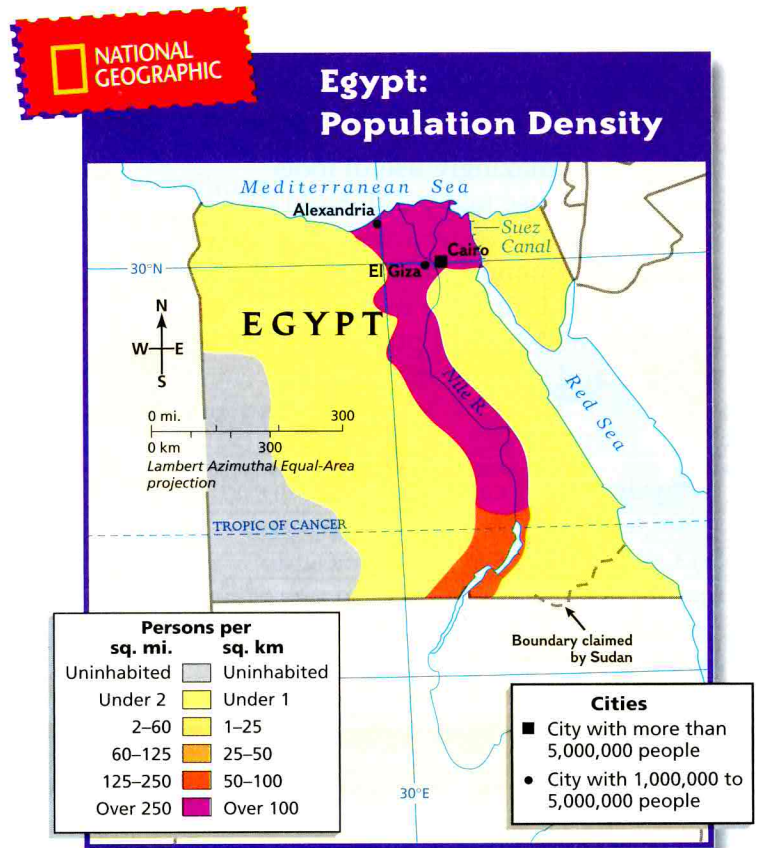 NATIONAL
GEOGRAPHIC
Egypt:
Population Density
Mediterranean Sea
Alexandria
Suez
Canal
Cairo
30°N
El Giza
EGYPT
N
W E
S
Nile R.
Red Sea
0 mi. 300
0 km 300
Lambert Azimuthal Equal-Area
projection
TROPIC OF CANCER
Boundary claimed
by Sudan
Persons per
sq. mi. sq. km
Uninhabited Uninhabited
Under 2 Under 1
2–60 1–25
60–125 25–50
125–250 50–100
Over 250 Over 100
Cities
City with more than
5,000,000 people
City with 1,000,000 to
5,000,000 people
30°E